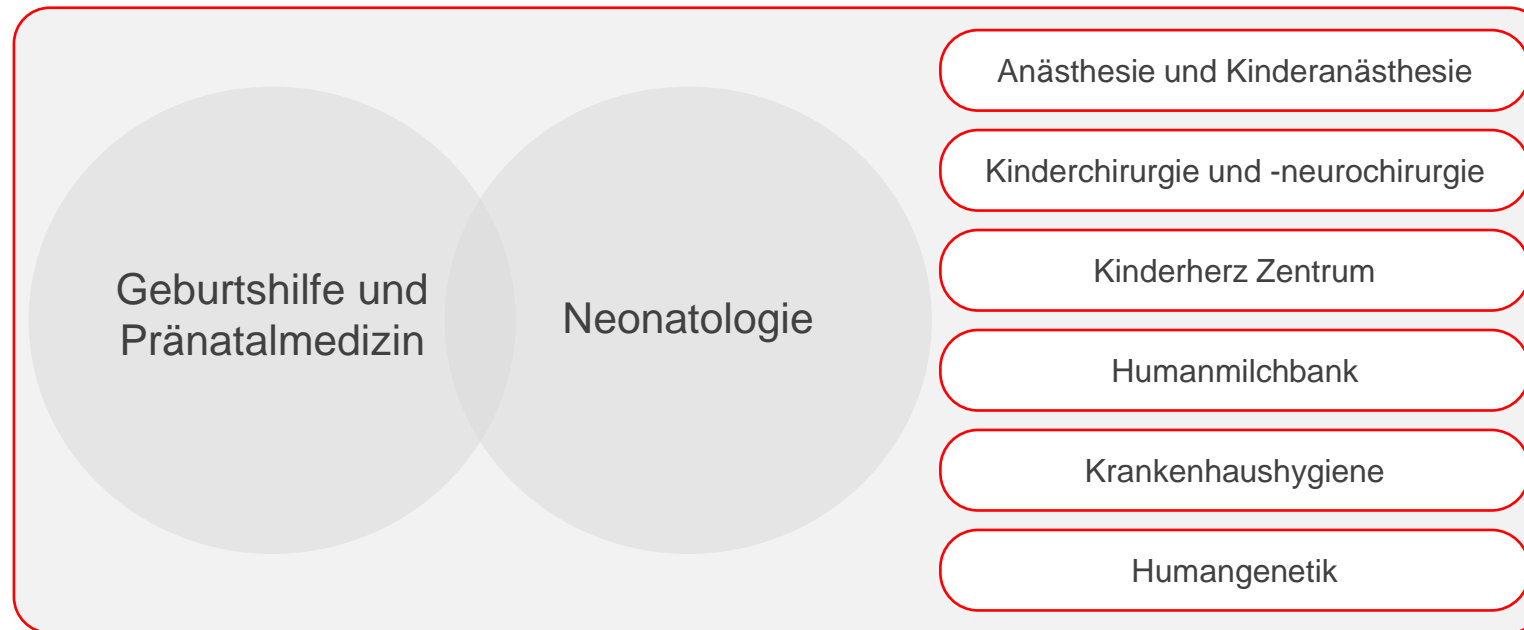 Geburtshilfe und
Pränatalmedizin
Neonatologie
Anästhesie und Kinderanästhesie
Kinderchirurgie und -neurochirurgie
Kinderherz Zentrum
Humanmilchbank
Krankenhaushygiene
Humangenetik